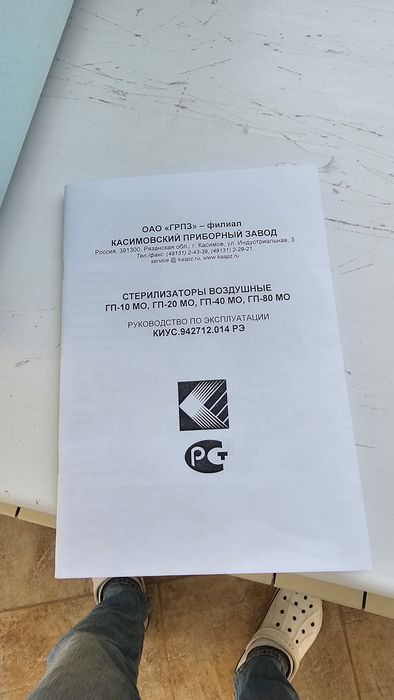 ОАО «ГРПЗ» – филиал
КАСИМОВСКИЙ ПРИБОРНЫЙ ЗАВОД
Россия, 391300, Рязанская обл., г. Касимов, ул. Индустриальная, 3
Тел./факс: (49131) 2-43-39, (49131) 2-29-21,
service @ kaspz.ru, www.kaspz.ru
СТЕРИЛИЗАТОРЫ ВОЗДУШНЫЕ
ГП-10 МО, ГП-20 МО, ГП-40 МО, ГП-80 МО
РУКОВОДСТВО ПО ЭКСПЛУАТАЦИИ
КИУС.942712.014 РЭ
РСТ